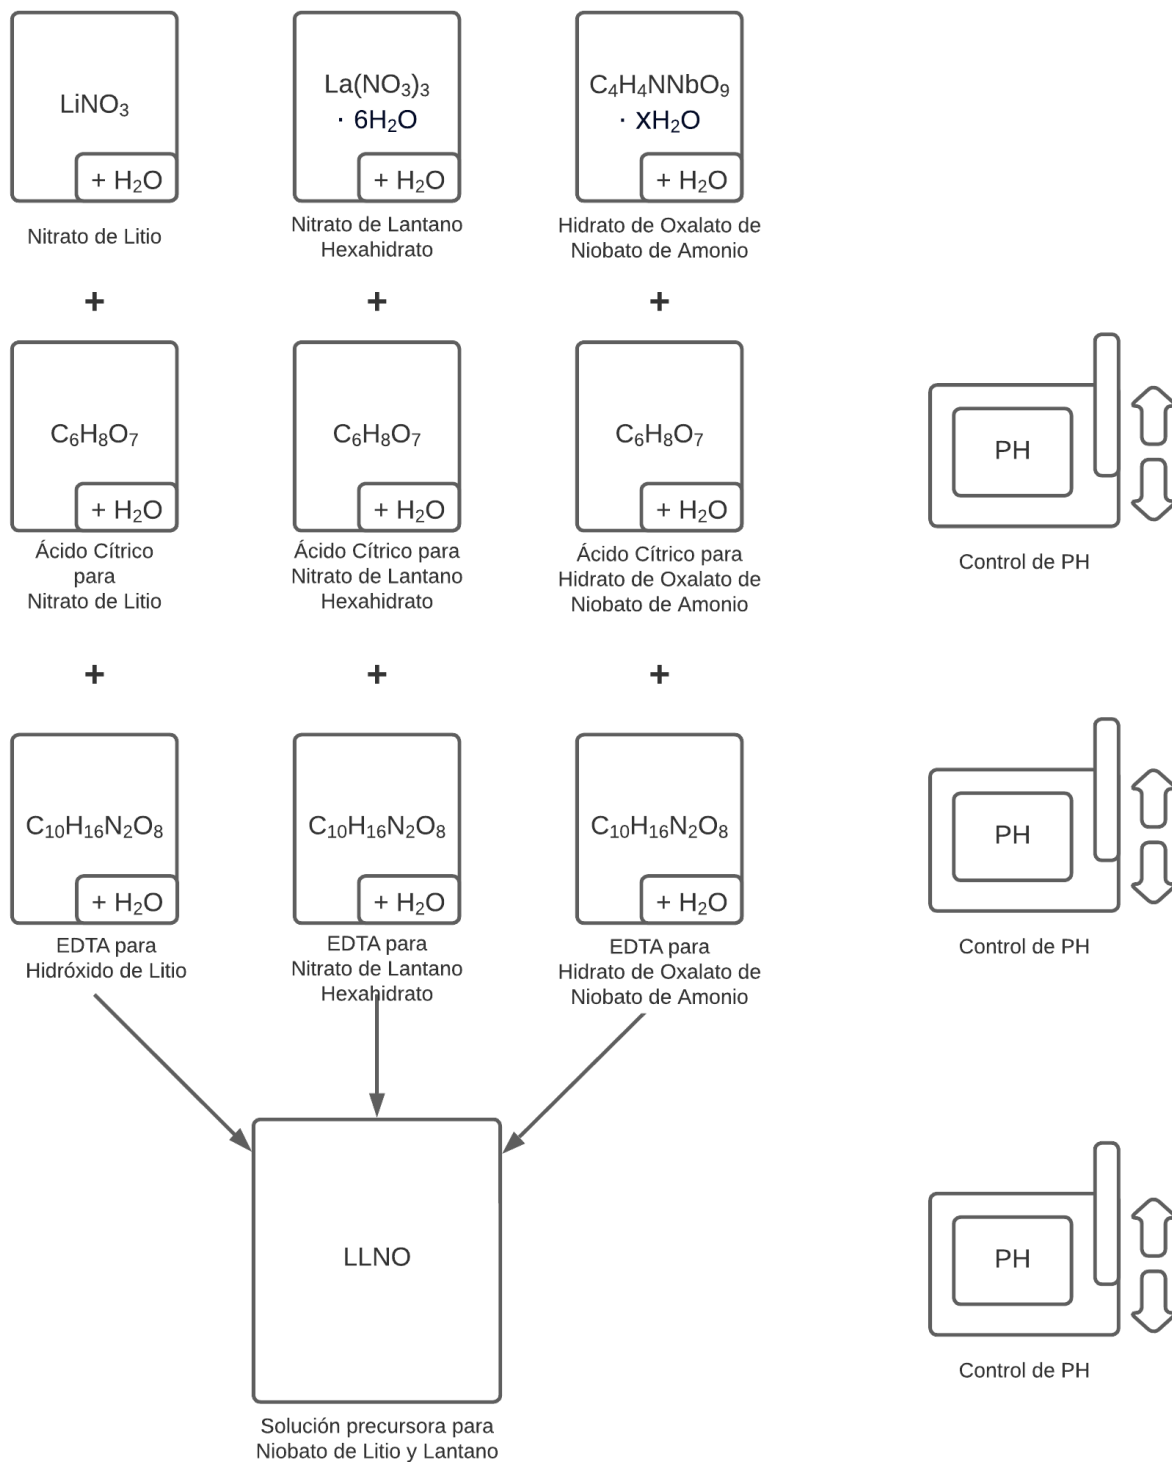 LiNO₃
+ H₂O
Nitrato de Litio
La(NO₃)₃
· 6H₂O
+ H₂O
Nitrato de Lantano
Hexahidrato
C₄H₄NNbO₉
· xH₂O
+ H₂O
Hidrato de Oxalato de
Niobato de Amonio
+
+
+
C₆H₈O₇
+ H₂O
Ácido Cítrico
para
Nitrato de Litio
C₆H₈O₇
+ H₂O
Ácido Cítrico para
Nitrato de Lantano
Hexahidrato
C₆H₈O₇
+ H₂O
Ácido Cítrico para
Hidrato de Oxalato de
Niobato de Amonio
PH
Control de PH
+
+
+
C₁₀H₁₆N₂O₈
+ H₂O
EDTA para
Hidróxido de Litio
C₁₀H₁₆N₂O₈
+ H₂O
EDTA para
Nitrato de Lantano
Hexahidrato
C₁₀H₁₆N₂O₈
+ H₂O
EDTA para
Hidrato de Oxalato de
Niobato de Amonio
PH
Control de PH
LLNO
Solución precursora para
Niobato de Litio y Lantano
PH
Control de PH